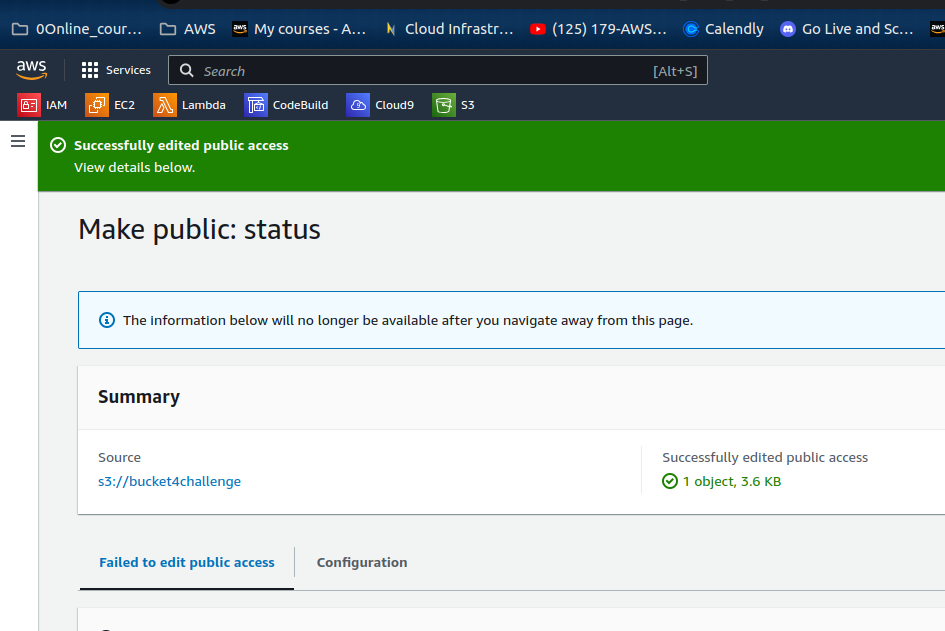 0Online_cour... AWS aws My courses - A... Cloud Infrastr... (125) 179-AWS... Calendly Go Live and Sc... aws
aws Services Search [Alt+S]
IAM EC2 Lambda CodeBuild Cloud9 S3
Successfully edited public access
View details below.
Make public: status
The information below will no longer be available after you navigate away from this page.
Summary
Source Successfully edited public access
s3://bucket4challenge 1 object, 3.6 KB
Failed to edit public access Configuration